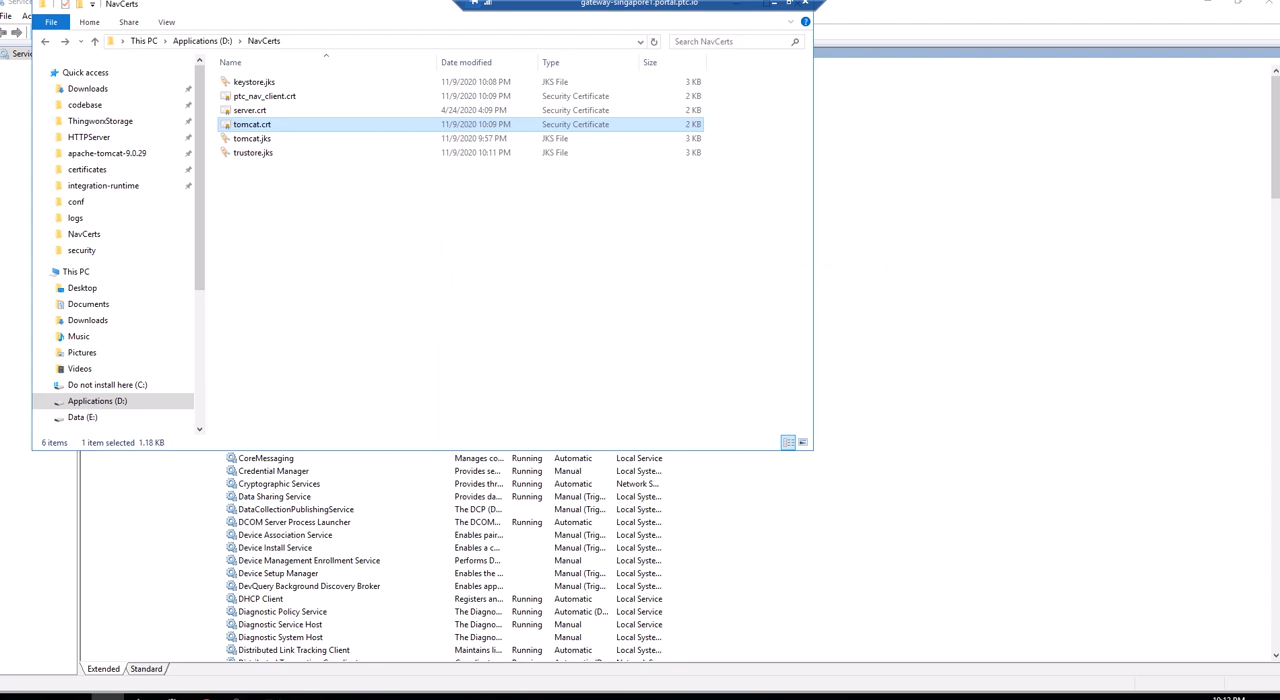 NavCerts
gateway-singapore1.portal.ptc.io
File Home Share View
This PC Applications (D:) NavCerts
Search NavCerts
Name Date modified Type Size
keystore.jks 11/9/2020 10:08 PM JKS File 3 KB
ptc_nav_client.crt 11/9/2020 10:09 PM Security Certificate 2 KB
server.crt 4/24/2020 4:09 PM Security Certificate 2 KB
tomcat.crt 11/9/2020 10:09 PM Security Certificate 2 KB
tomcat.jks 11/9/2020 9:57 PM JKS File 3 KB
trustore.jks 11/9/2020 10:11 PM JKS File 3 KB
Quick access
Downloads
codebase
ThingworxStorage
HTTPServer
apache-tomcat-9.0.29
certificates
integration-runtime
conf
logs
NavCerts
security
This PC
Desktop
Documents
Downloads
Music
Pictures
Videos
Do not install here (C:)
Applications (D:)
Data (E:)
6 items 1 item selected 1.18 KB
File
CoreMessaging Manages co... Running Automatic Local Service
Credential Manager Provides se... Running Manual Local Syste...
Cryptographic Services Provides thr... Running Automatic Network S...
Data Sharing Service Provides da... Running Manual (Trig... Local Syste...
DataCollectionPublishingService The DCP (D... Manual (Trig... Local Syste...
DCOM Server Process Launcher The DCOM... Running Automatic Local Syste...
Device Association Service Enables pair... Manual (Trig... Local Syste...
Device Install Service Enables a c... Manual (Trig... Local Syste...
Device Management Enrollment Service Performs D... Manual Local Syste...
Device Setup Manager Enables the ... Manual (Trig... Local Syste...
DevQuery Background Discovery Broker Enables app... Manual (Trig... Local Syste...
DHCP Client Registers an... Running Automatic Local Service
Diagnostic Policy Service The Diagno... Running Automatic (D... Local Service
Diagnostic Service Host The Diagno... Running Manual Local Service
Diagnostic System Host The Diagno... Manual Local Syste...
Distributed Link Tracking Client Maintains li... Running Automatic Local Syste...
Extended Standard